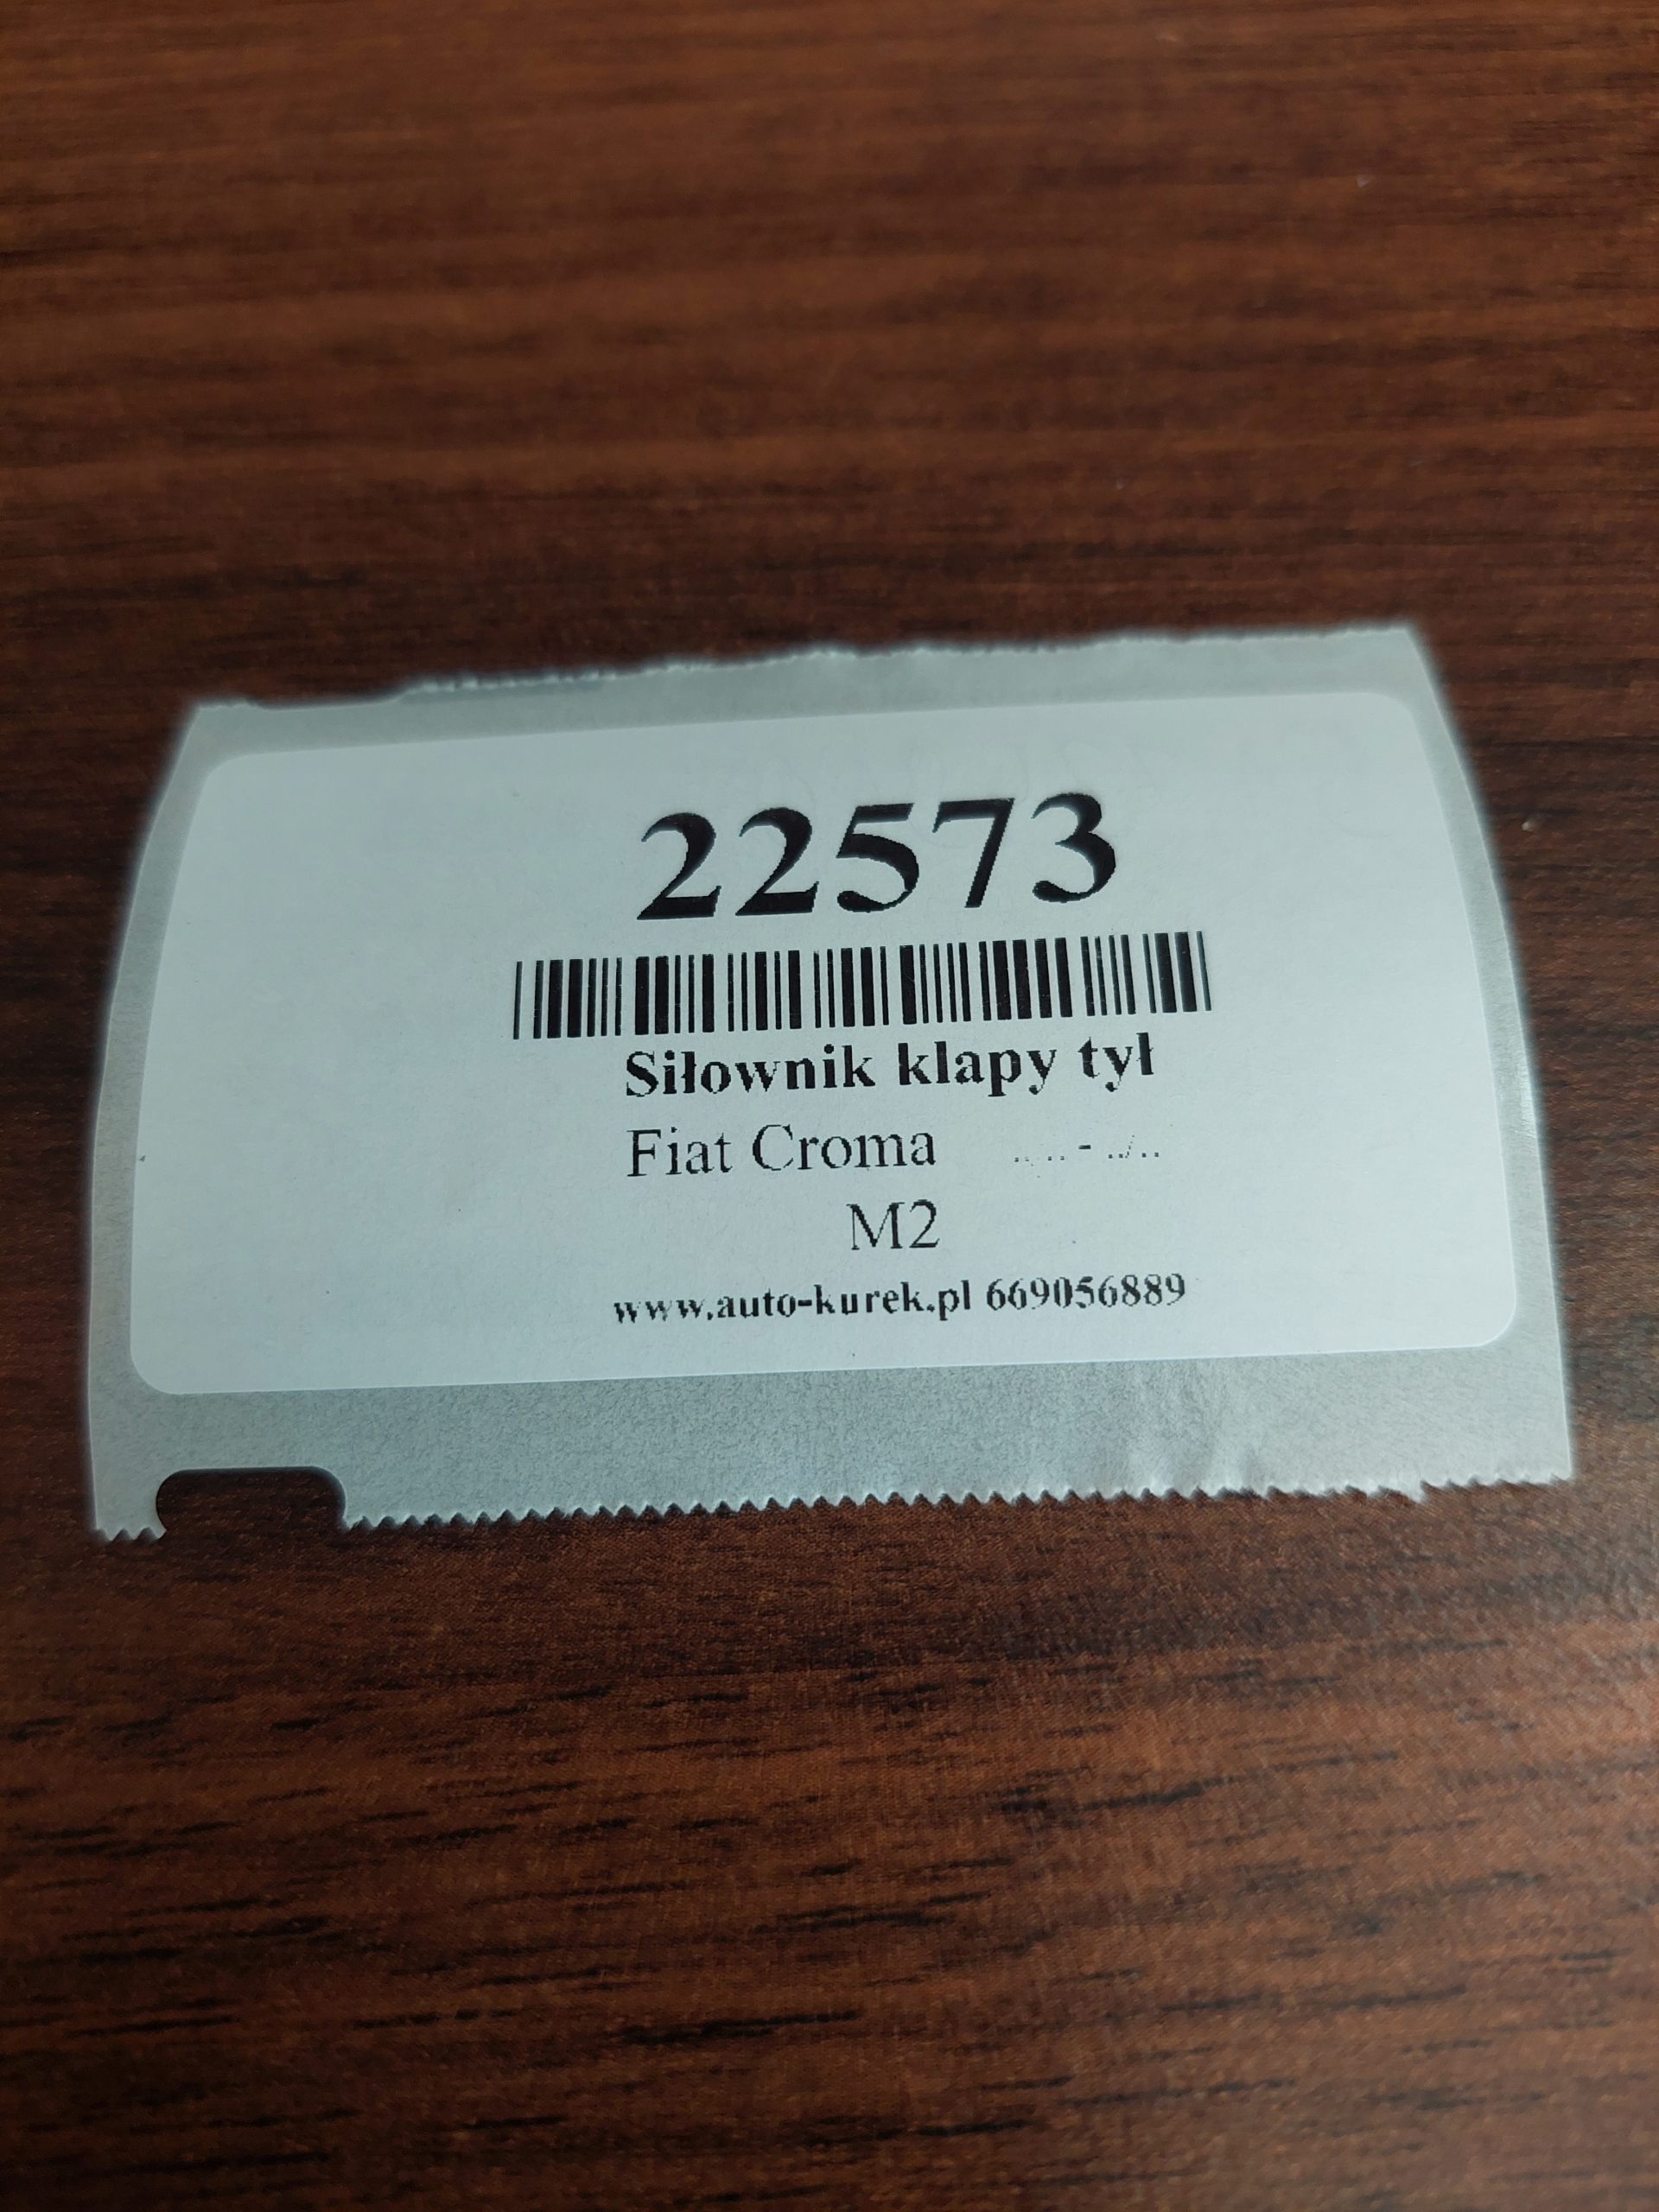 22573
Siłownik klapy tył
Fiat Croma ../.. - ../..
M2
www.auto-kurek.pl 669056889